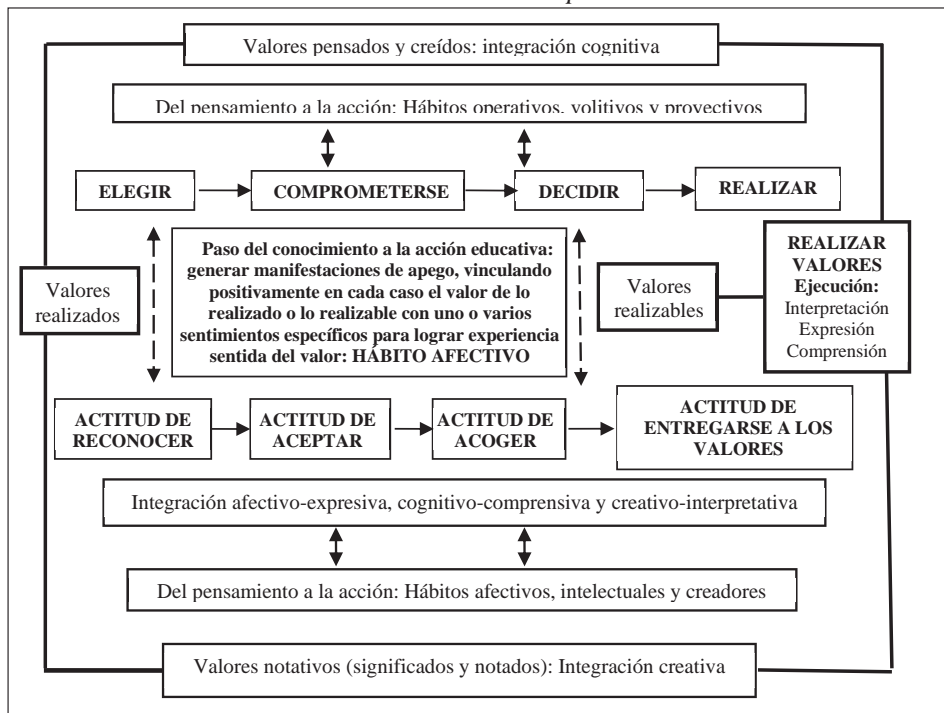 Valores pensados y creídos: integración cognitiva
Del pensamiento a la acción: Hábitos operativos, volitivos y proyectivos
ELEGIR
COMPROMETERSE
DECIDIR
REALIZAR
Valores
realizados
Paso del conocimiento a la acción educativa:
generar manifestaciones de apego, vinculando
positivamente en cada caso el valor de lo
realizado o lo realizable con uno o varios
sentimientos específicos para lograr experiencia
sentida del valor: HÁBITO AFECTIVO
Valores
realizables
REALIZAR
VALORES
Ejecución:
Interpretación
Expresión
Comprensión
ACTITUD DE
RECONOCER
ACTITUD DE
ACEPTAR
ACTITUD DE
ACOGER
ACTITUD DE
ENTREGARSE A LOS
VALORES
Integración afectivo-expresiva, cognitivo-comprensiva y creativo-interpretativa
Del pensamiento a la acción: Hábitos afectivos, intelectuales y creadores
Valores notativos (significados y notados): Integración creativa